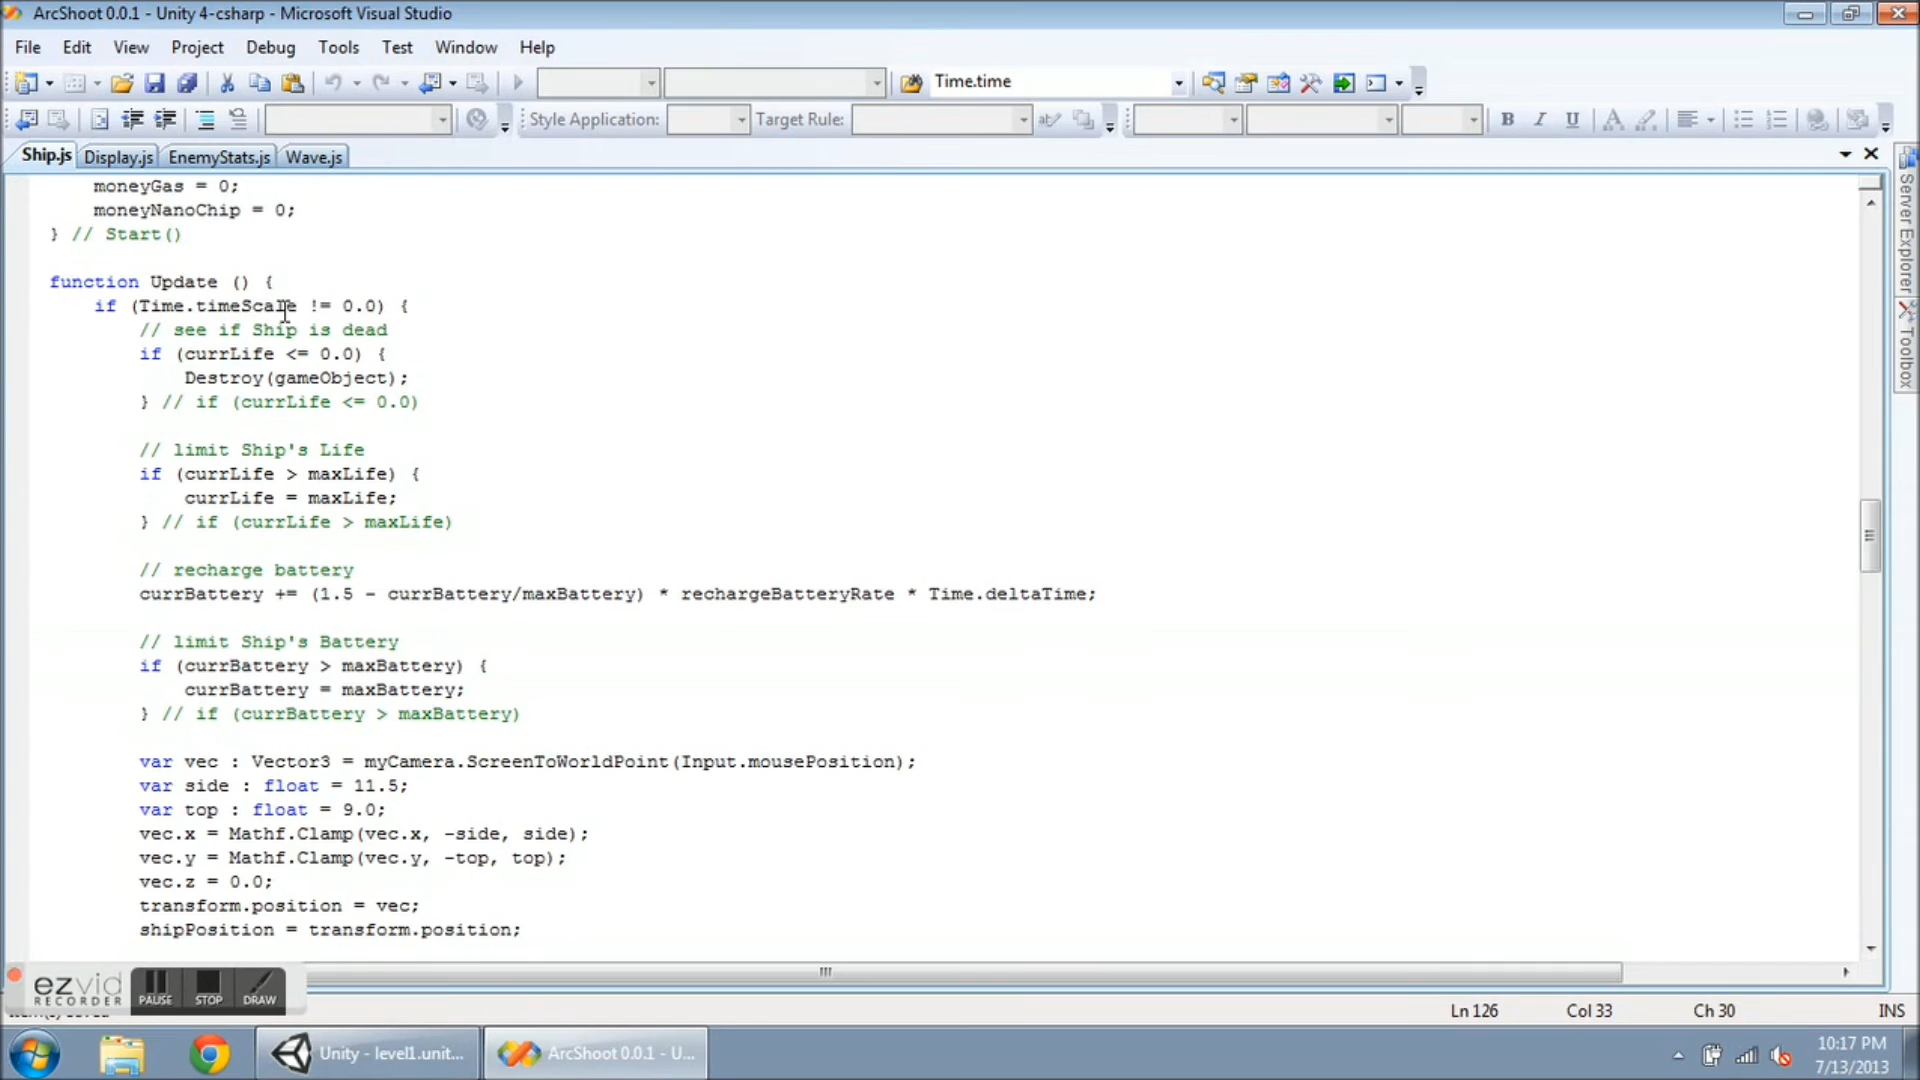 ArcShoot 0.0.1 - Unity 4-csharp - Microsoft Visual Studio
File Edit View Project Debug Tools Test Window Help
Time.time
Style Application: Target Rule: B I U A
Ship.js Display.js EnemyStats.js Wave.js
moneyGas = 0;
moneyNanoChip = 0;
} // Start()
function Update () {
if (Time.timeScale != 0.0) {
// see if Ship is dead
if (currLife <= 0.0) {
Destroy(gameObject);
} // if (currLife <= 0.0)
// limit Ship's Life
if (currLife > maxLife) {
currLife = maxLife;
} // if (currLife > maxLife)
// recharge battery
currBattery += (1.5 - currBattery/maxBattery) * rechargeBatteryRate * Time.deltaTime;
// limit Ship's Battery
if (currBattery > maxBattery) {
currBattery = maxBattery;
} // if (currBattery > maxBattery)
var vec : Vector3 = myCamera.ScreenToWorldPoint(Input.mousePosition);
var side : float = 11.5;
var top : float = 9.0;
vec.x = Mathf.Clamp(vec.x, -side, side);
vec.y = Mathf.Clamp(vec.y, -top, top);
vec.z = 0.0;
transform.position = vec;
shipPosition = transform.position;
Server Explorer
Toolbox
ezvid
RECORDER
PAUSE STOP DRAW
Ln 126 Col 33 Ch 30 INS
Unity - level1.unit... ArcShoot 0.0.1 - U...
10:17 PM
7/13/2013